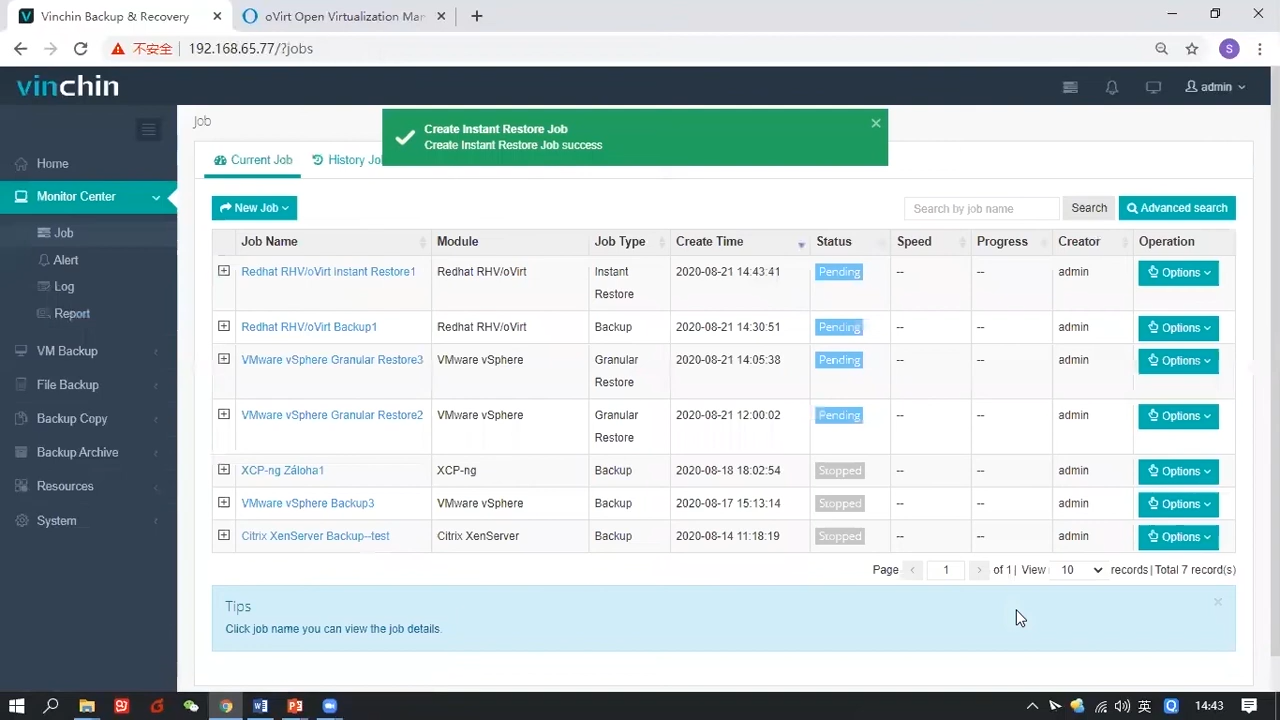 Vinchin Backup & Recovery
oVirt Open Virtualization Mar
不安全
192.168.65.77/?jobs
S
vinchin
admin
Job
Create Instant Restore Job
Create Instant Restore Job success
Current Job
History Jo
Home
Monitor Center
Job
Alert
Log
Report
VM Backup
File Backup
Backup Copy
Backup Archive
Resources
System
New Job
Search by job name
Search
Advanced search
Job Name Module Job Type Create Time Status Speed Progress Creator Operation
Redhat RHV/oVirt instant Restore1 Redhat RHV/oVirt Instant Restore 2020-08-21 14:43:41 Pending -- -- admin Options
Redhat RHV/oVirt Backup1 Redhat RHV/oVirt Backup 2020-08-21 14:30:51 Pending -- -- admin Options
VMware vSphere Granular Restore3 VMware vSphere Granular Restore 2020-08-21 14:05:38 Pending -- -- admin Options
VMware vSphere Granular Restore2 VMware vSphere Granular Restore 2020-08-21 12:00:02 Pending -- -- admin Options
XCP-ng Záloha1 XCP-ng Backup 2020-08-18 18:02:54 Stopped -- -- admin Options
VMware vSphere Backup3 VMware vSphere Backup 2020-08-17 15:13:14 Stopped -- -- admin Options
Citrix XenServer Backup--test Citrix XenServer Backup 2020-08-14 11:18:19 Stopped -- -- admin Options
Page 1 of 1 | View 10 records | Total 7 record(s)
Tips
Click job name you can view the job details.
英
14:43